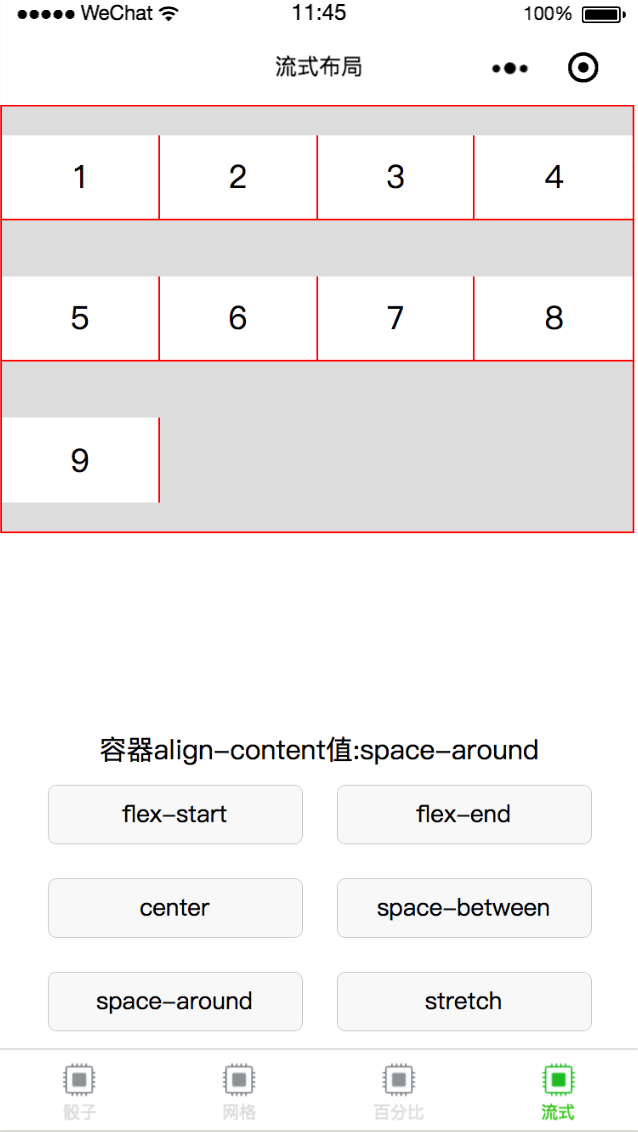 ●●●●● WeChat 11:45 100%
流式布局
1 2 3 4
5 6 7 8
9
容器align-content值:space-around
flex-start flex-end
center space-between
space-around stretch
骰子 网格 百分比 流式